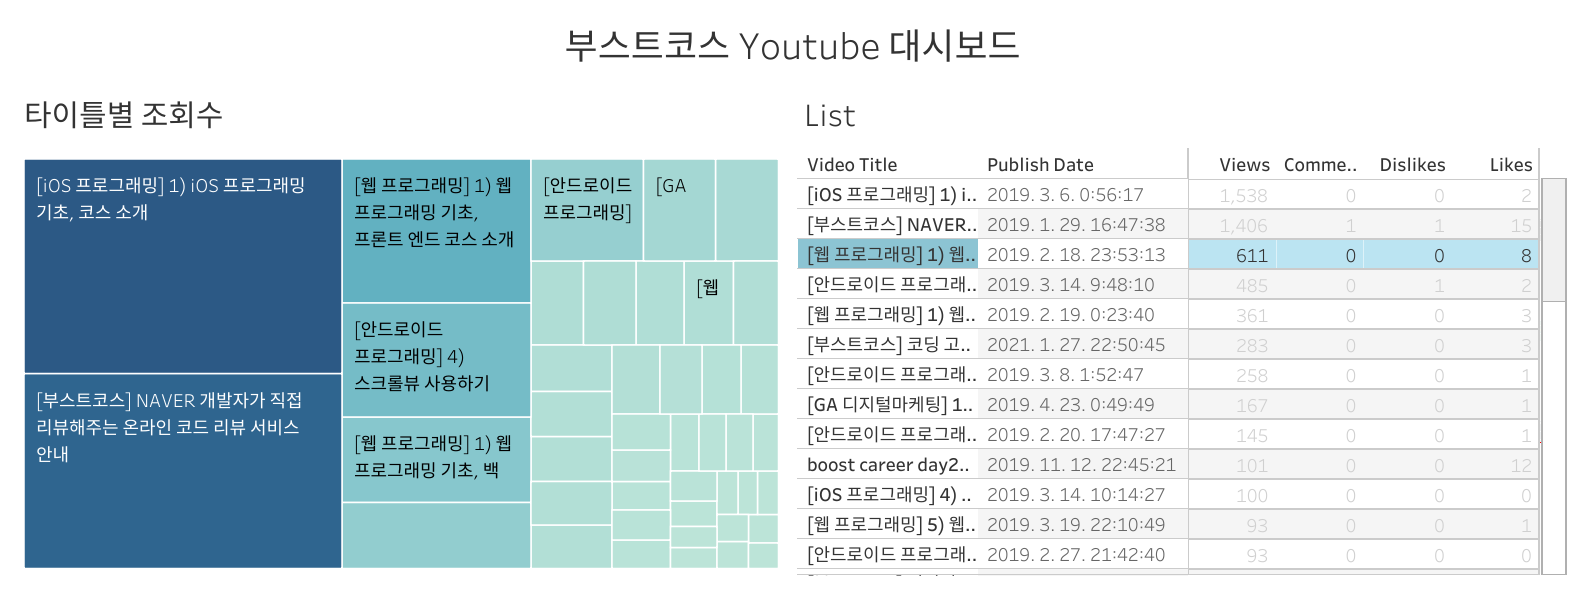 부스트코스 Youtube 대시보드
타이틀별 조회수
[iOS 프로그래밍] 1) iOS 프로그래밍
기초, 코스 소개
[부스트코스] NAVER 개발자가 직접
리뷰해주는 온라인 코드 리뷰 서비스
안내
[웹 프로그래밍] 1) 웹
프로그래밍 기초,
프론트 엔드 코스 소개
[안드로이드
프로그래밍] 4)
스크롤뷰 사용하기
[웹 프로그래밍] 1) 웹
프로그래밍 기초, 백
[안드로이드
프로그래밍]
[GA
[웹
List
Video Title Publish Date Views Comme.. Dislikes Likes
[iOS 프로그래밍] 1) i.. 2019. 3. 6. 0:56:17 1,538 0 0 2
[부스트코스] NAVER.. 2019. 1. 29. 16:47:38 1,406 1 1 15
[웹 프로그래밍] 1) 웹.. 2019. 2. 18. 23:53:13 611 0 0 8
[안드로이드 프로그래.. 2019. 3. 14. 9:48:10 485 0 1 2
[웹 프로그래밍] 1) 웹.. 2019. 2. 19. 0:23:40 361 0 0 3
[부스트코스] 코딩 고.. 2021. 1. 27. 22:50:45 283 0 0 3
[안드로이드 프로그래.. 2019. 3. 8. 1:52:47 258 0 0 1
[GA 디지털마케팅] 1.. 2019. 4. 23. 0:49:49 167 0 0 1
[안드로이드 프로그래.. 2019. 2. 20. 17:47:27 145 0 0 1
boost career day2.. 2019. 11. 12. 22:45:21 101 0 0 12
[iOS 프로그래밍] 4) .. 2019. 3. 14. 10:14:27 100 0 0 0
[웹 프로그래밍] 5) 웹.. 2019. 3. 19. 22:10:49 93 0 0 1
[안드로이드 프로그래.. 2019. 2. 27. 21:42:40 93 0 0 0